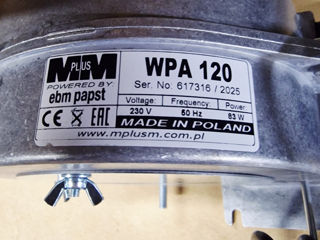 M PLUS M
WPA 120
POWERED BY:
ebm papst
Ser. No: 617316 / 2025
Voltage: Frequency: Power
230 V 50 Hz 83 W
CE EAC
MADE IN POLAND
www.mplusm.com.pl